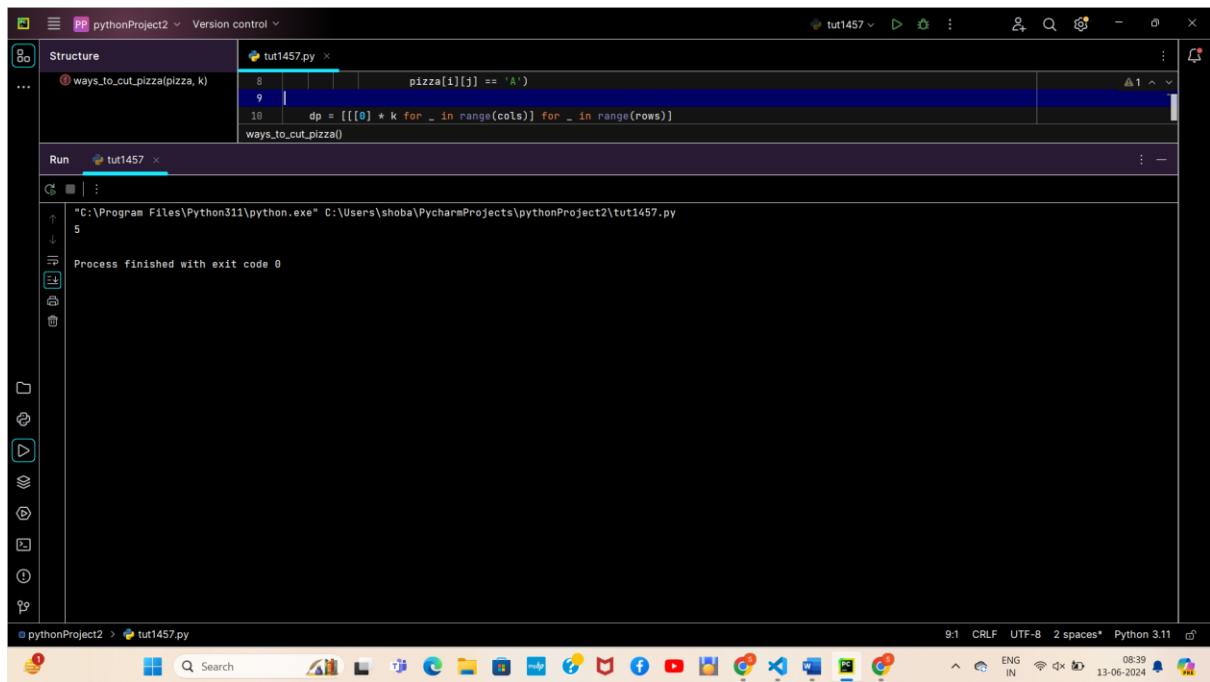 PP pythonProject2 Version control tut1457
Structure tut1457.py
ways_to_cut_pizza(pizza, k)
8 pizza[i][j] == 'A') 1
9
10 dp = [[[0] * k for _ in range(cols)] for _ in range(rows)]
ways_to_cut_pizza()
Run tut1457
"C:\Program Files\Python311\python.exe" C:\Users\shoba\PycharmProjects\pythonProject2\tut1457.py
5
Process finished with exit code 0
pythonProject2 > tut1457.py 9:1 CRLF UTF-8 2 spaces* Python 3.11
1 Search ENG 08:39
IN 13-06-2024